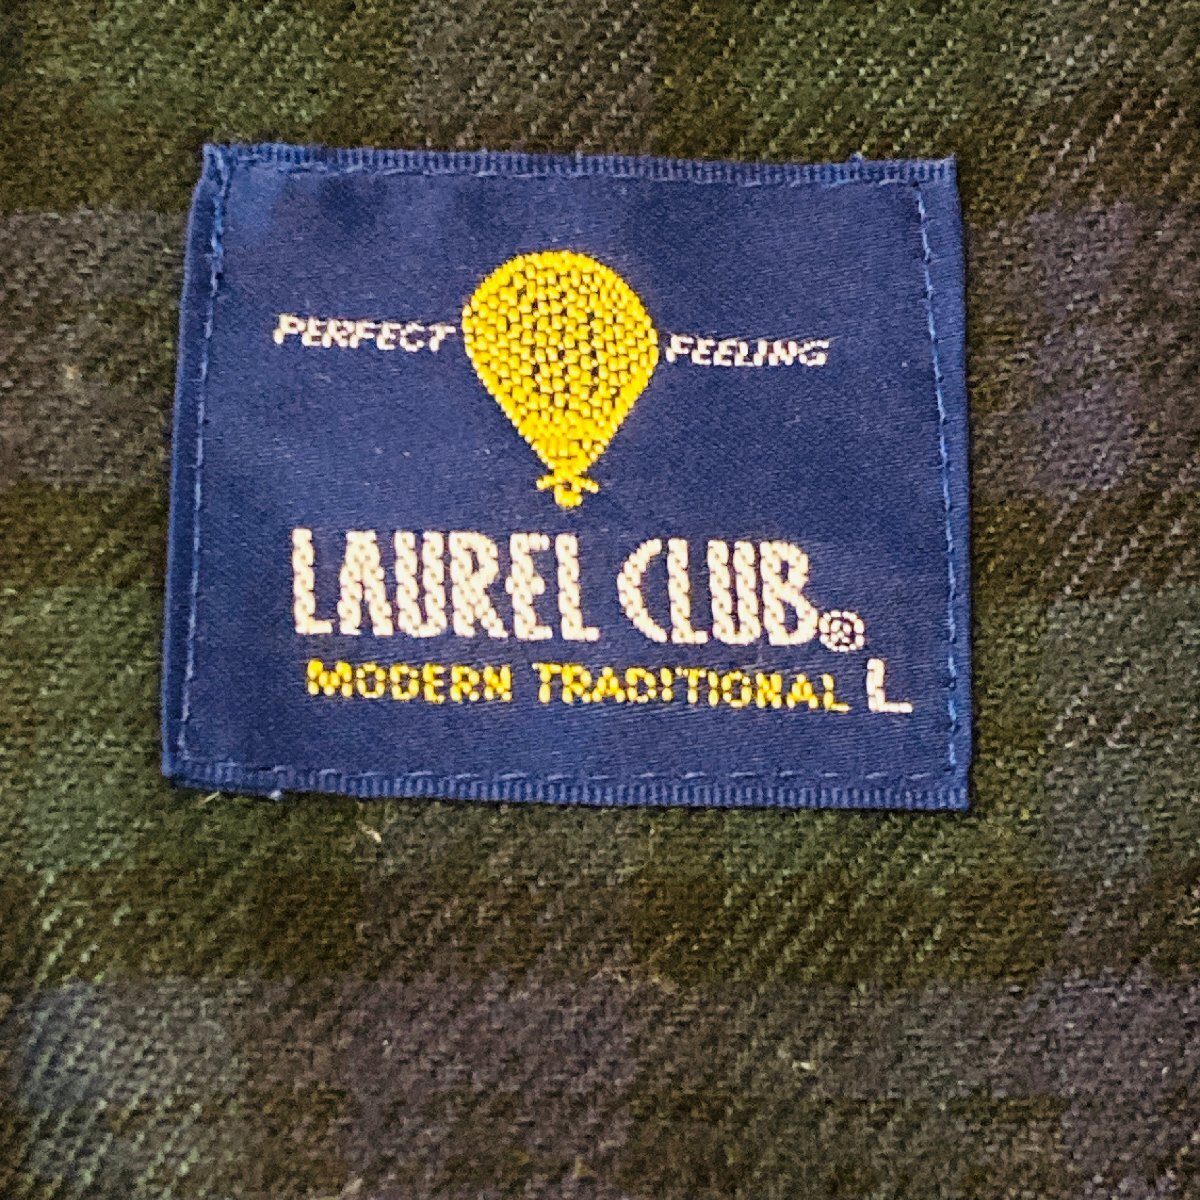 PERFECT FEELING
LAUREL CLUB®
MODERN TRADITIONAL L